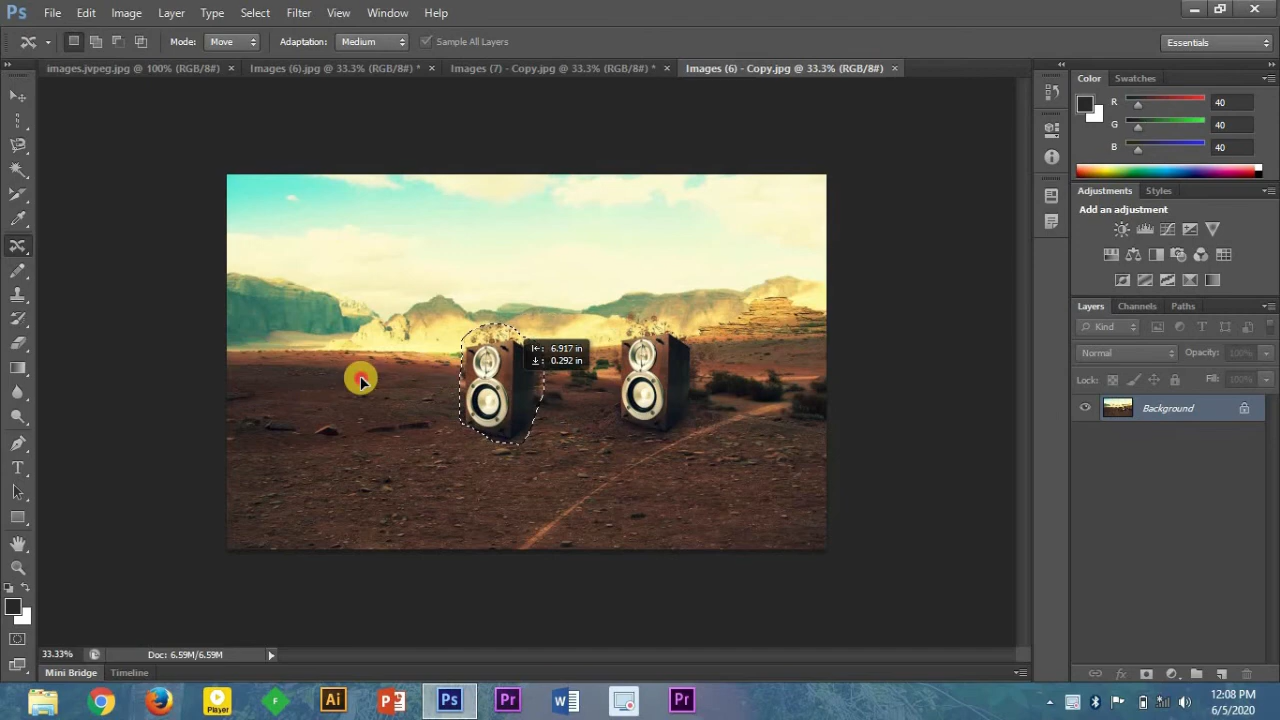 Ps File Edit Image Layer Type Select Filter View Window Help
Mode: Move Adaptation: Medium Sample All Layers Essentials
images.jvpeg.jpg @ 100% (RGB/8#) Images (6).jpg @ 33.3% (RGB/8#) * Images (7) - Copy.jpg @ 33.3% (RGB/8#) * Images (6) - Copy.jpg @ 33.3% (RGB/8#)
Color Swatches
R 40
G 40
B 40
Adjustments Styles
Add an adjustment
Layers Channels Paths
Kind
Normal Opacity: 100%
Lock: Fill: 100%
Background
6.917 in
0.292 in
T
33.33% Doc: 6.59M/6.59M
Mini Bridge Timeline
Player F Ai P Ps Pr W Pr
12:08 PM
6/5/2020